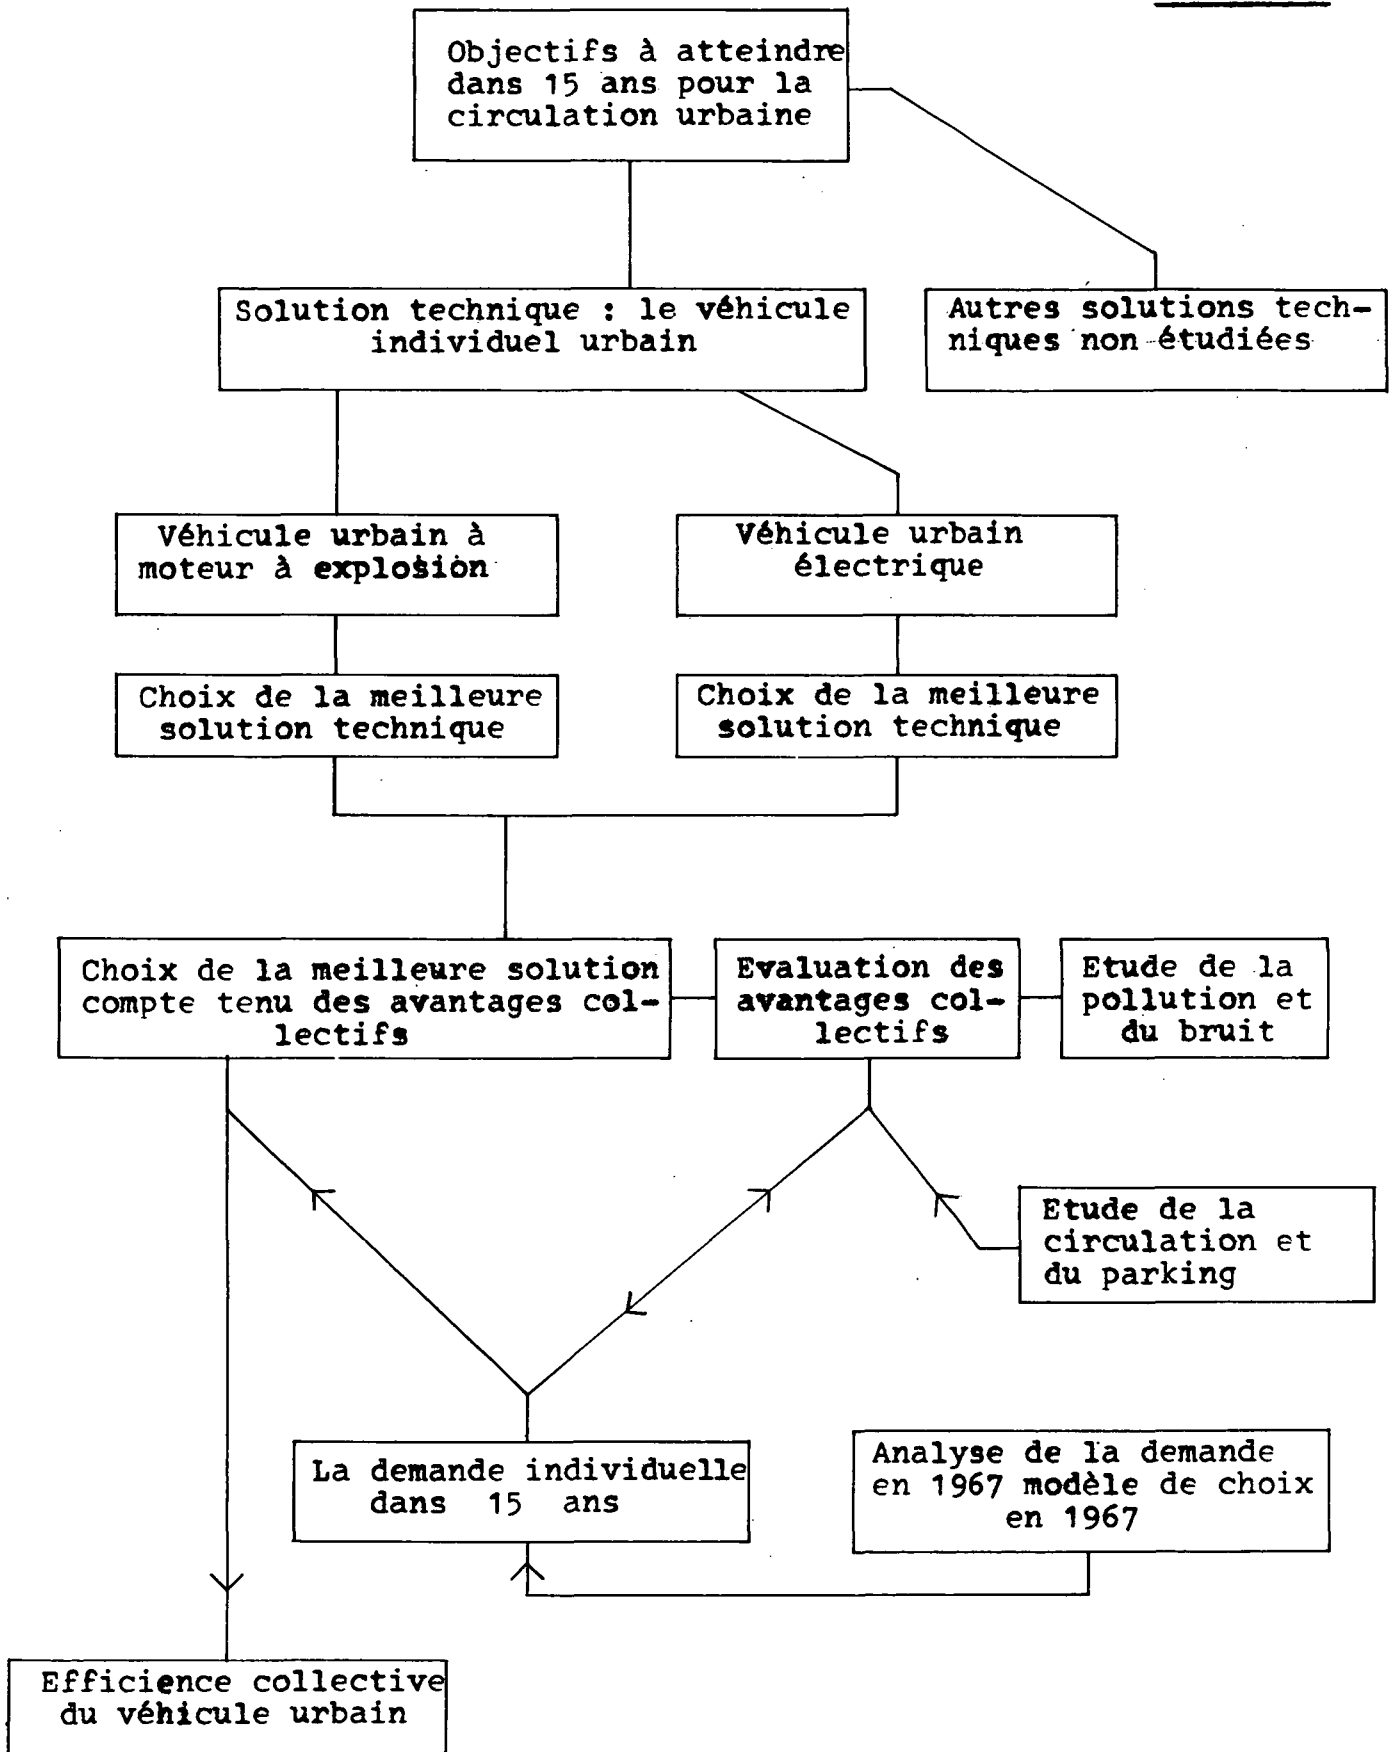 Objectifs à atteindre
dans 15 ans pour la
circulation urbaine
Solution technique : le véhicule
individuel urbain
Autres solutions tech-
niques non étudiées
Véhicule urbain à
moteur à explosion
Véhicule urbain
électrique
Choix de la meilleure
solution technique
Choix de la meilleure
solution technique
Choix de la meilleure solution
compte tenu des avantages col-
lectifs
Evaluation des
avantages col-
lectifs
Etude de la
pollution et
du bruit
Etude de la
circulation et
du parking
La demande individuelle
dans 15 ans
Analyse de la demande
en 1967 modèle de choix
en 1967
Efficience collective
du véhicule urbain